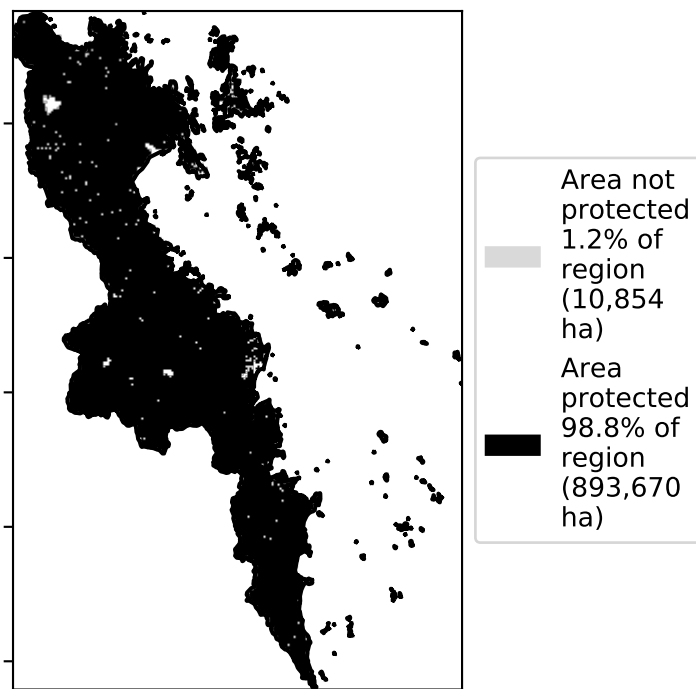 Area not
protected
1.2% of
region
(10,854
ha)
Area
protected
98.8% of
region
(893,670
ha)